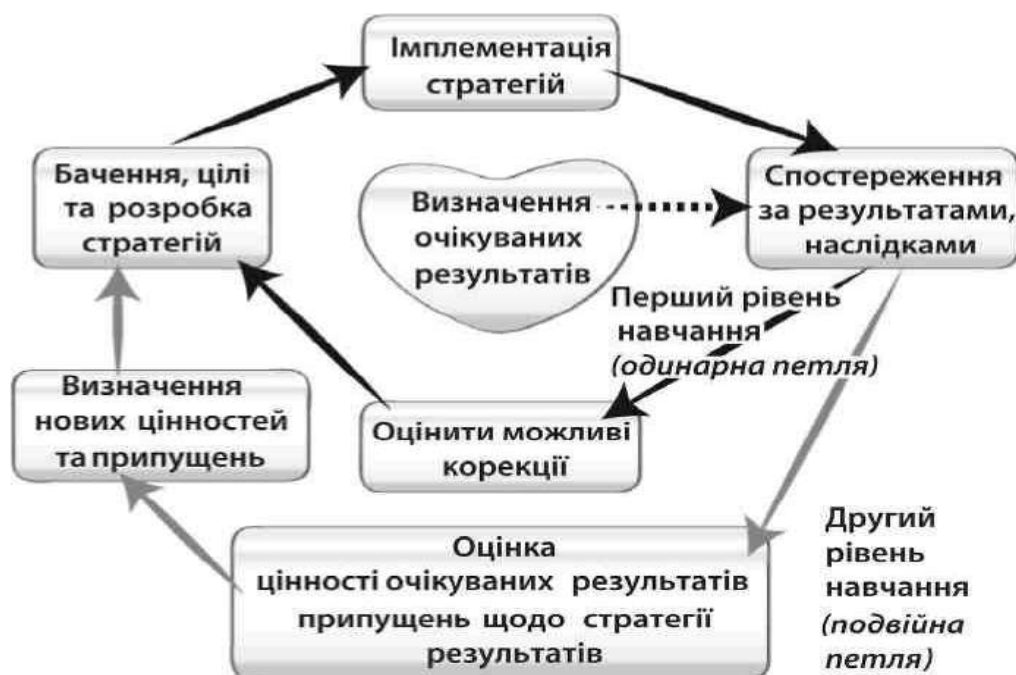 Імплементація
стратегій
Бачення, цілі
та розробка
стратегій
Визначення
очікуваних
результатів
Спостереження
за результатами,
наслідками
Перший рівень
навчання
(одинарна петля)
Визначення
нових цінностей
та припущень
Оцінити можливі
корекції
Оцінка
цінності очікуваних результатів
припущень щодо стратегії
результатів
Другий
рівень
навчання
(подвійна
петля)